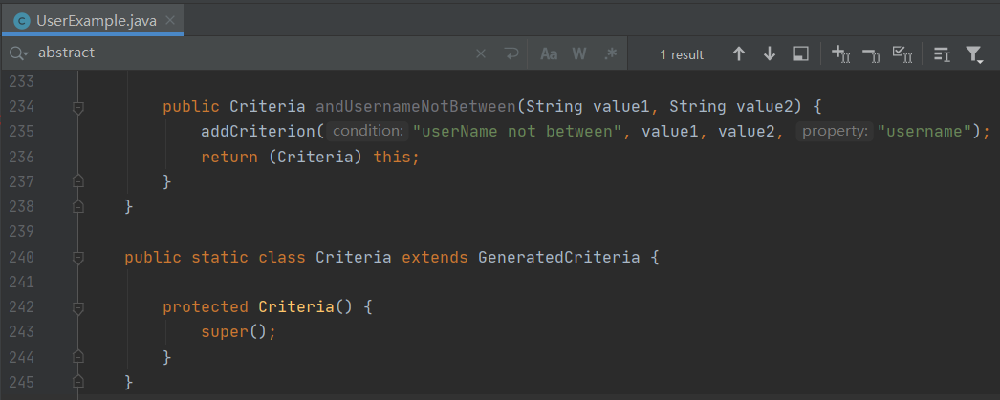 UserExample.java
abstract
Aa W .* 1 result
233
234 public Criteria andUsernameNotBetween(String value1, String value2) {
235 addCriterion( condition: "userName not between", value1, value2, property: "username");
236 return (Criteria) this;
237 }
238 }
239
240 public static class Criteria extends GeneratedCriteria {
241
242 protected Criteria() {
243 super();
244 }
245 }